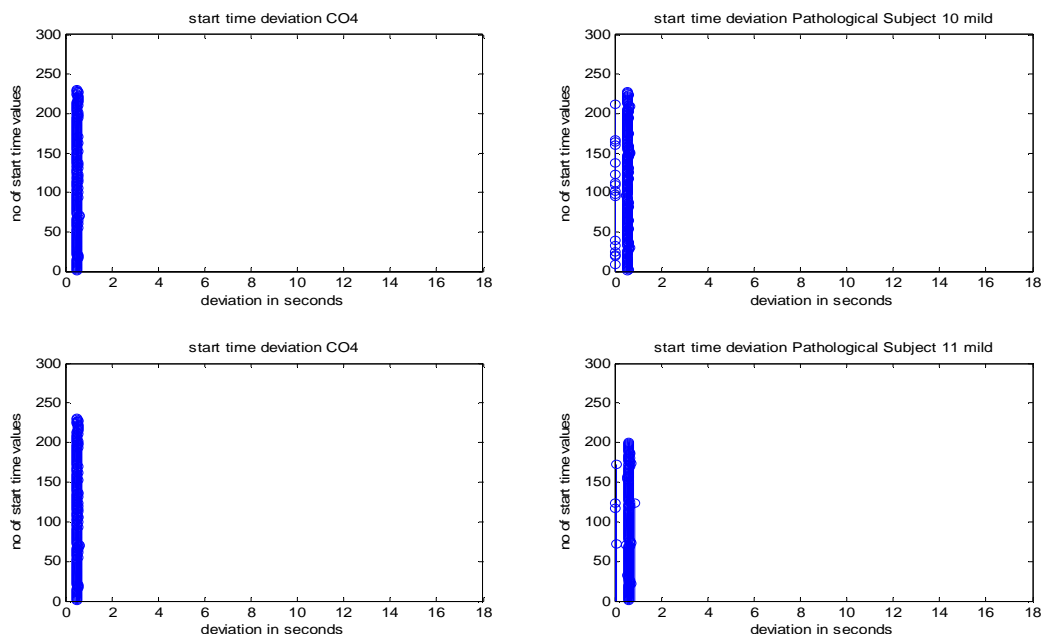 start time deviation CO4
300
250
200
150
100
50
0
no of start time values
0 2 4 6 8 10 12 14 16 18
deviation in seconds
start time deviation Pathological Subject 10 mild
300
250
200
150
100
50
0
no of start time values
0 2 4 6 8 10 12 14 16 18
deviation in seconds
start time deviation CO4
300
250
200
150
100
50
0
no of start time values
0 2 4 6 8 10 12 14 16 18
deviation in seconds
start time deviation Pathological Subject 11 mild
300
250
200
150
100
50
0
no of start time values
0 2 4 6 8 10 12 14 16 18
deviation in seconds